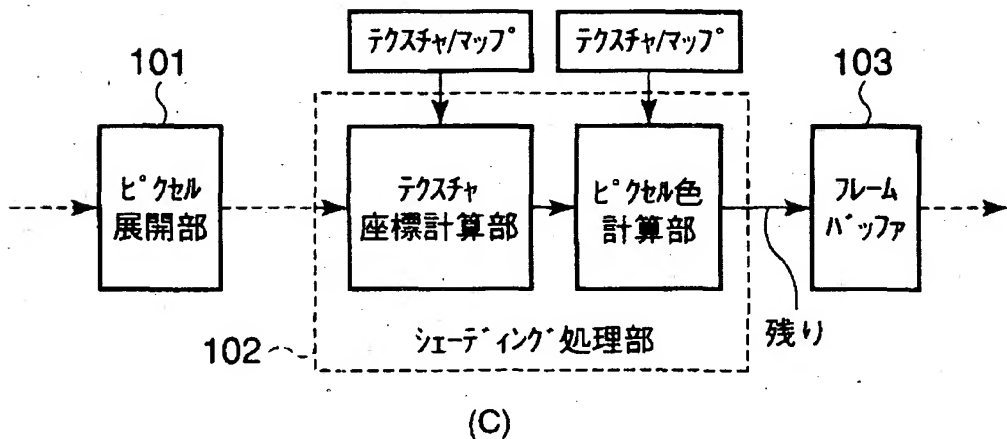 テクスチャ/マップ
テクスチャ/マップ
101
103
ピクセル
展開部
テクスチャ
座標計算部
ピクセル色
計算部
フレーム
バッファ
残り
102
シェーディング処理部
(C)